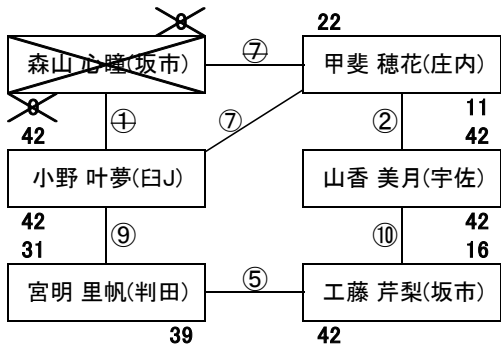 0 22
森山 心瞳(坂市) ⑦ 甲斐 穂花(庄内)
0 11
42 ① ⑦ ② 42
小野 叶夢(臼J) 山香 美月(宇佐)
42 42
31 ⑨ ⑩ 16
宮明 里帆(判田) ⑤ 工藤 芹梨(坂市)
39 42